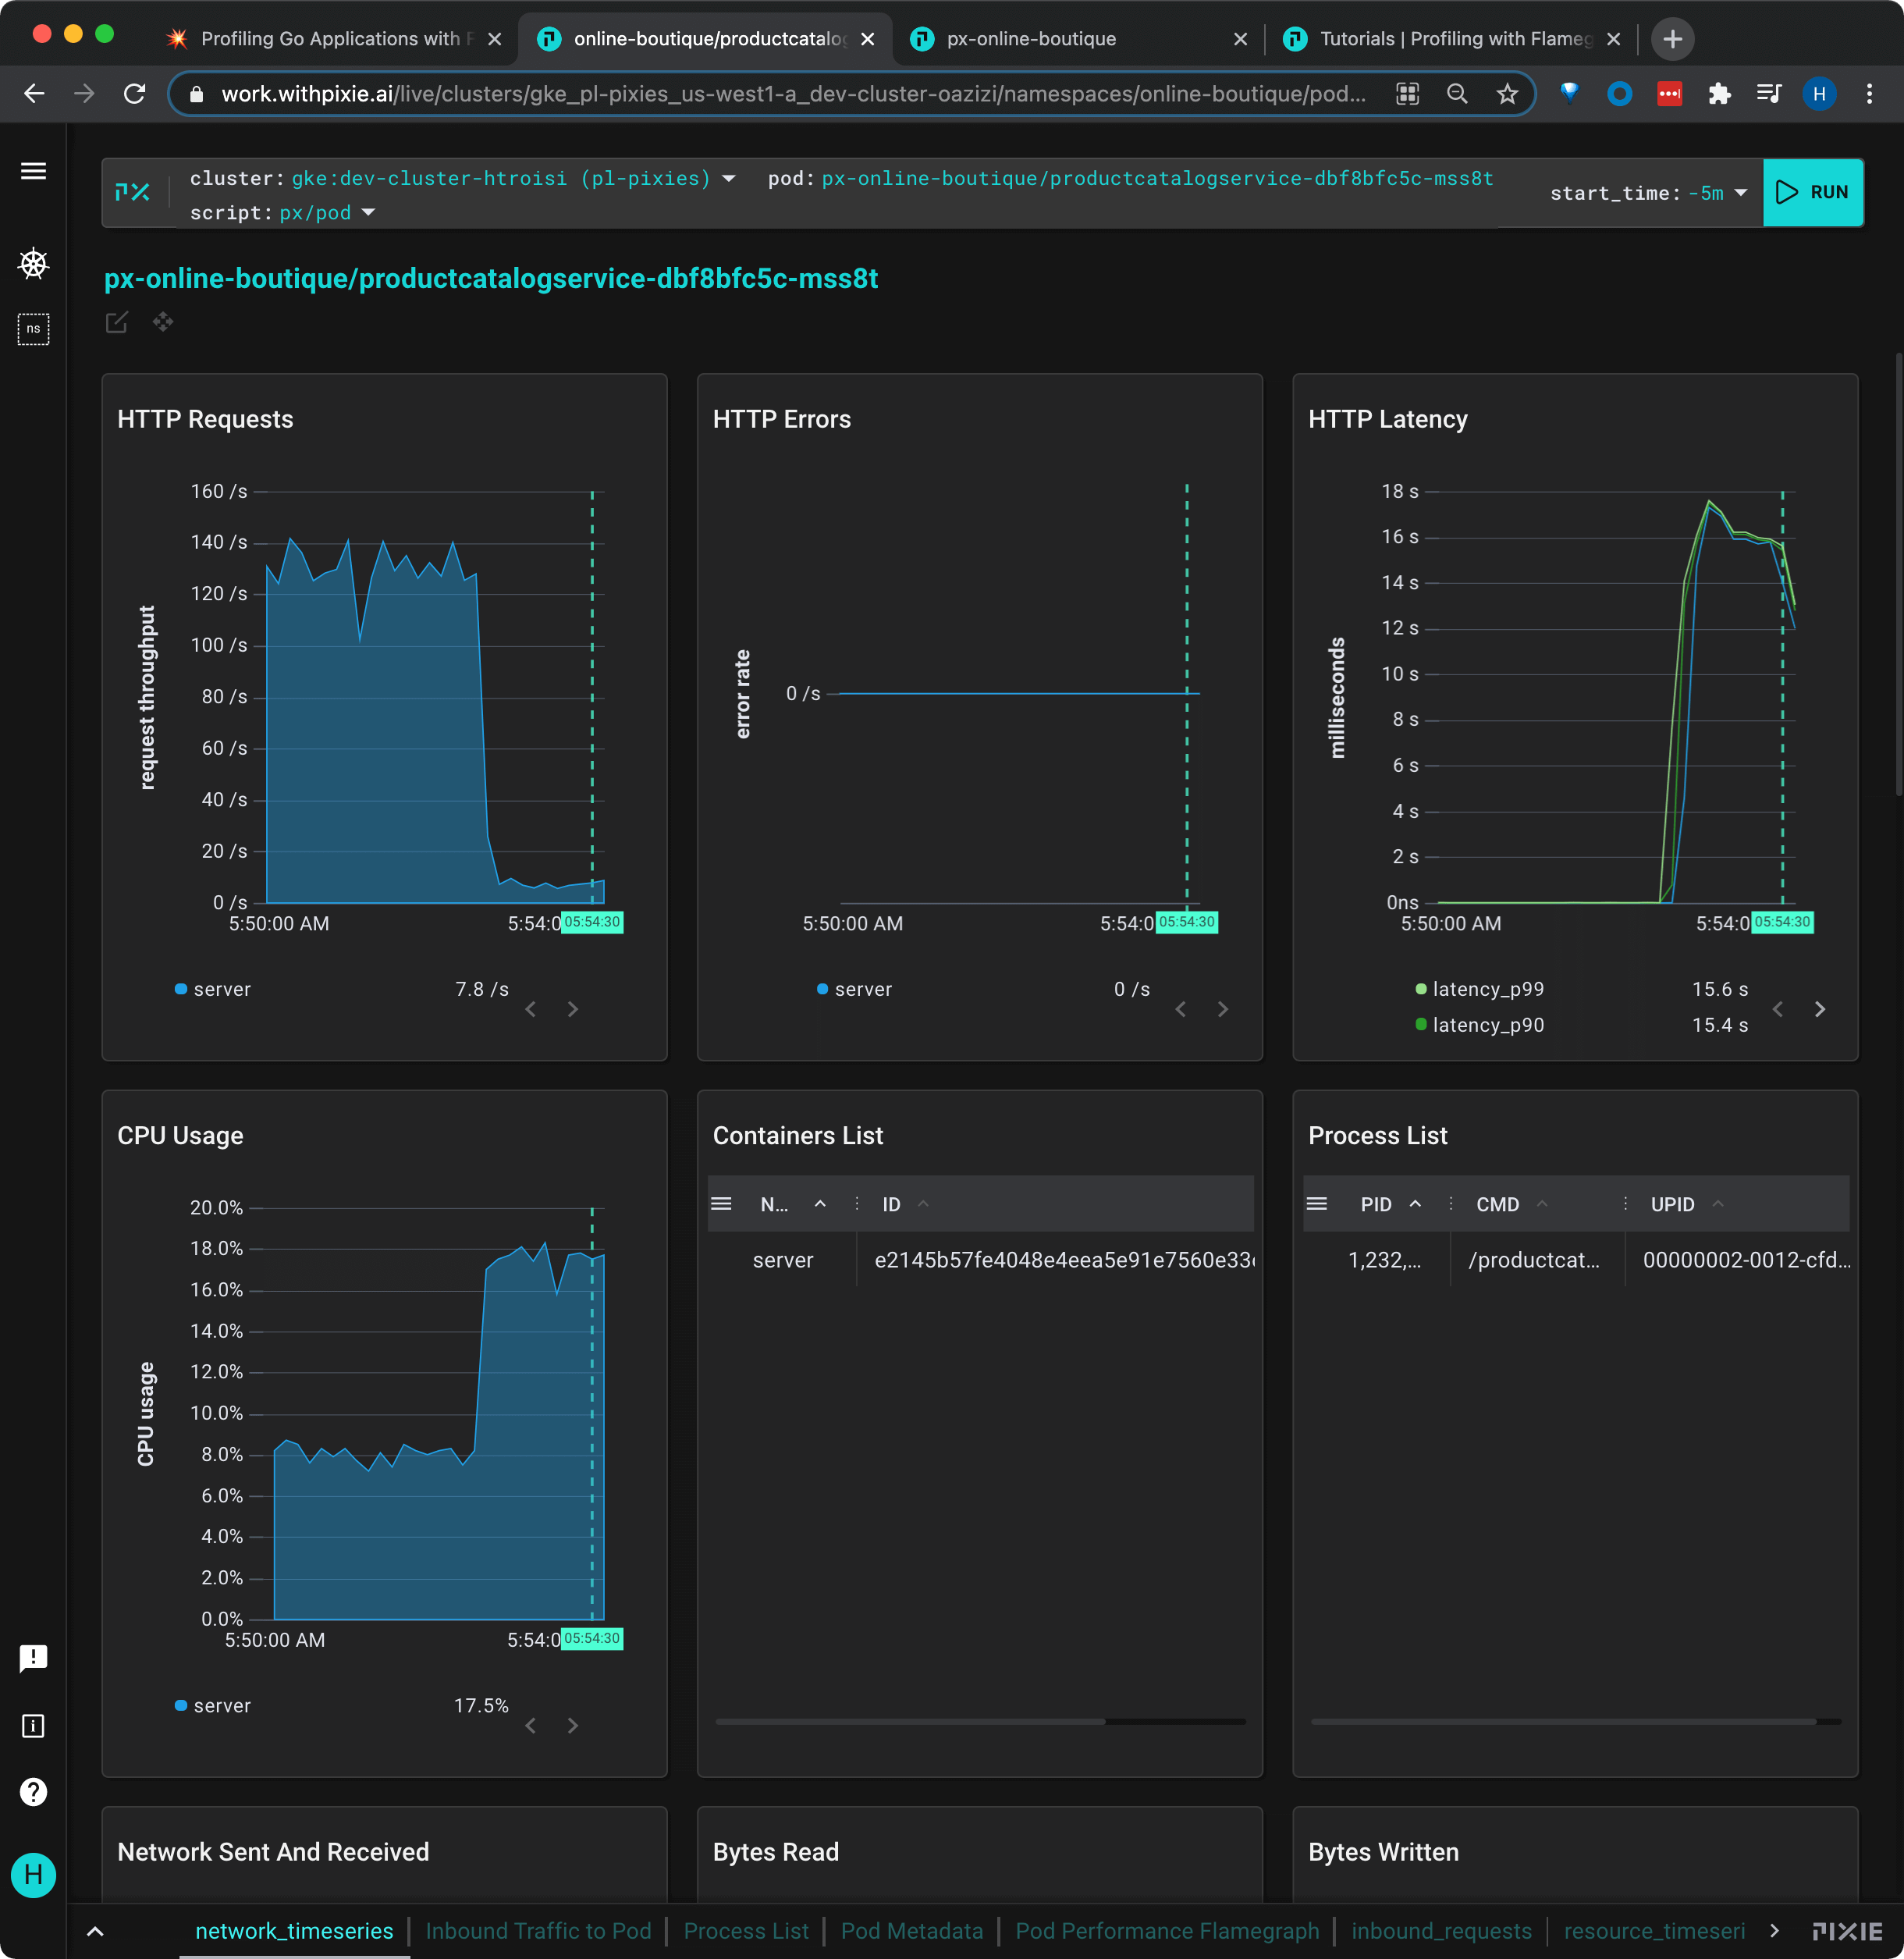 Profiling Go Applications with
online-boutique/productcatalo
px-online-boutique
Tutorials | Profiling with Flameg
work.withpixie.ai/live/clusters/gke_pl-pixies_us-west1-a_dev-cluster-oazizi/namespaces/online-boutique/pod...
H
cluster: gke:dev-cluster-htroisi (pl-pixies) pod: px-online-boutique/productcatalogservice-dbf8bfc5c-mss8t
script: px/pod
start_time: -5m
RUN
px-online-boutique/productcatalogservice-dbf8bfc5c-mss8t
ns
HTTP Requests
request throughput
160 /s
140 /s
120 /s
100 /s
80 /s
60 /s
40 /s
20 /s
0 /s
5:50:00 AM 5:54:0 05:54:30
server 7.8 /s
HTTP Errors
error rate
0 /s
5:50:00 AM 5:54:0 05:54:30
server 0 /s
HTTP Latency
milliseconds
18 s
16 s
14 s
12 s
10 s
8 s
6 s
4 s
2 s
0ns
5:50:00 AM 5:54:0 05:54:30
latency_p99 15.6 s
latency_p90 15.4 s
CPU Usage
CPU usage
20.0%
18.0%
16.0%
14.0%
12.0%
10.0%
8.0%
6.0%
4.0%
2.0%
0.0%
5:50:00 AM 5:54:0 05:54:30
server 17.5%
Containers List
N... ID
server e2145b57fe4048e4eea5e91e7560e33
Process List
PID CMD UPID
1,232,... /productcat... 00000002-0012-cfd...
Network Sent And Received
Bytes Read
Bytes Written
H
network_timeseries Inbound Traffic to Pod Process List Pod Metadata Pod Performance Flamegraph inbound_requests resource_timeseri
PIXIE